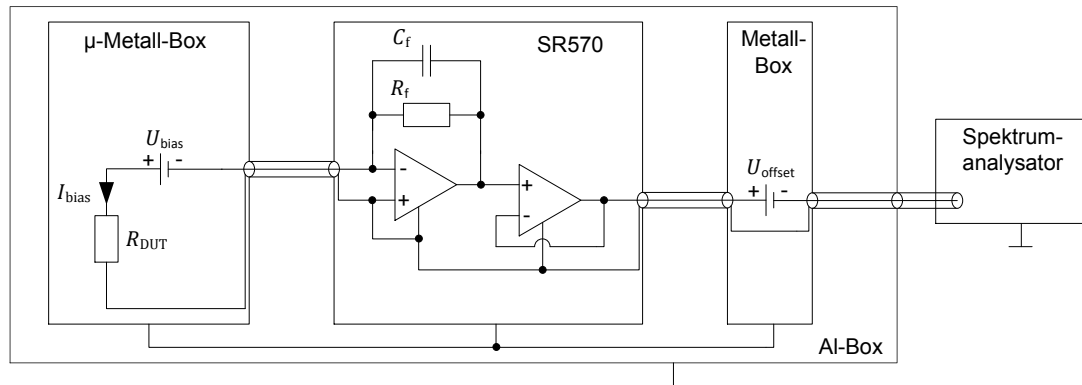 µ-Metall-Box
SR570
Metall-
Box
C_f
R_f
U_bias
+ -
I_bias
R_DUT
-
+
+
-
U_offset
+ -
Spektrum-
analysator
Al-Box